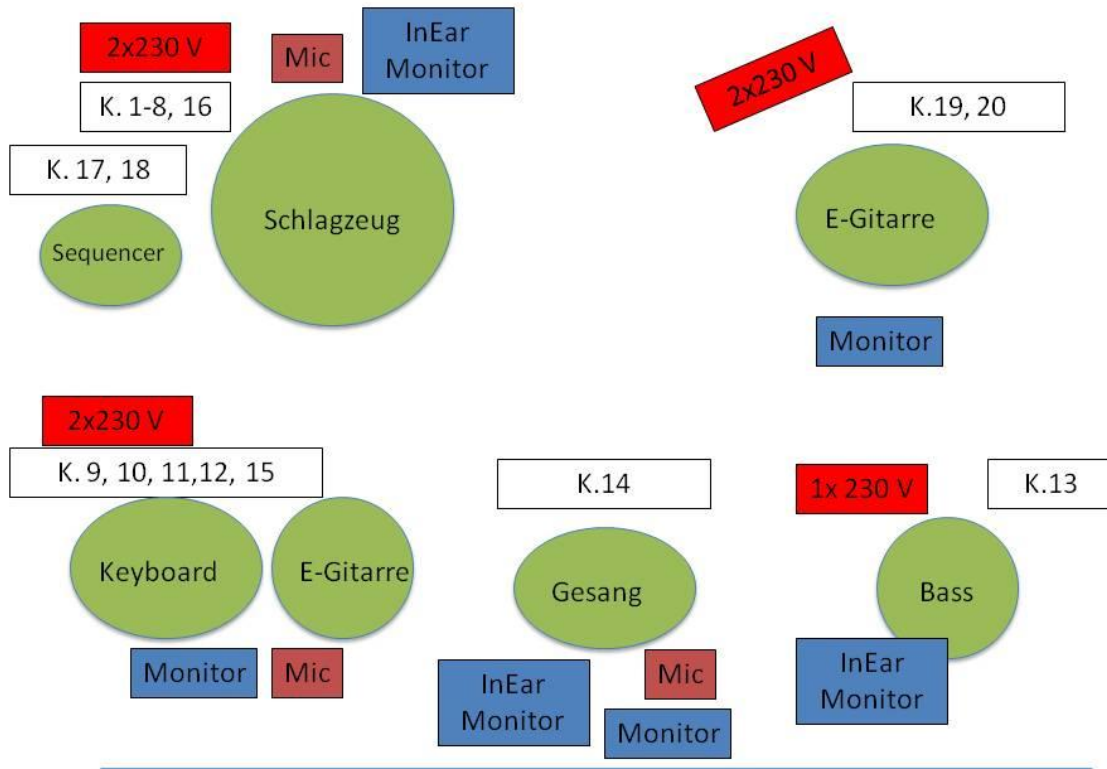 2x230 V
Mic
InEar
Monitor
K. 1-8, 16
K. 17, 18
Schlagzeug
Sequencer
2x230 V
K.19, 20
E-Gitarre
Monitor
2x230 V
K. 9, 10, 11,12, 15
Keyboard
E-Gitarre
Monitor
Mic
K.14
Gesang
InEar
Monitor
Mic
Monitor
1x 230 V
K.13
Bass
InEar
Monitor